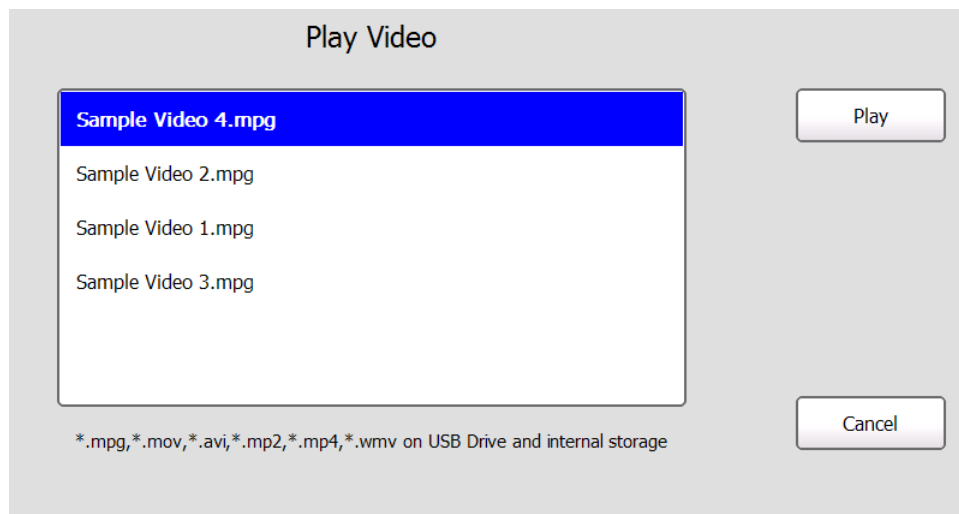 Play Video
Sample Video 4.mpg
Play
Sample Video 2.mpg
Sample Video 1.mpg
Sample Video 3.mpg
Cancel
*.mpg,*.mov,*.avi,*.mp2,*.mp4,*.wmv on USB Drive and internal storage